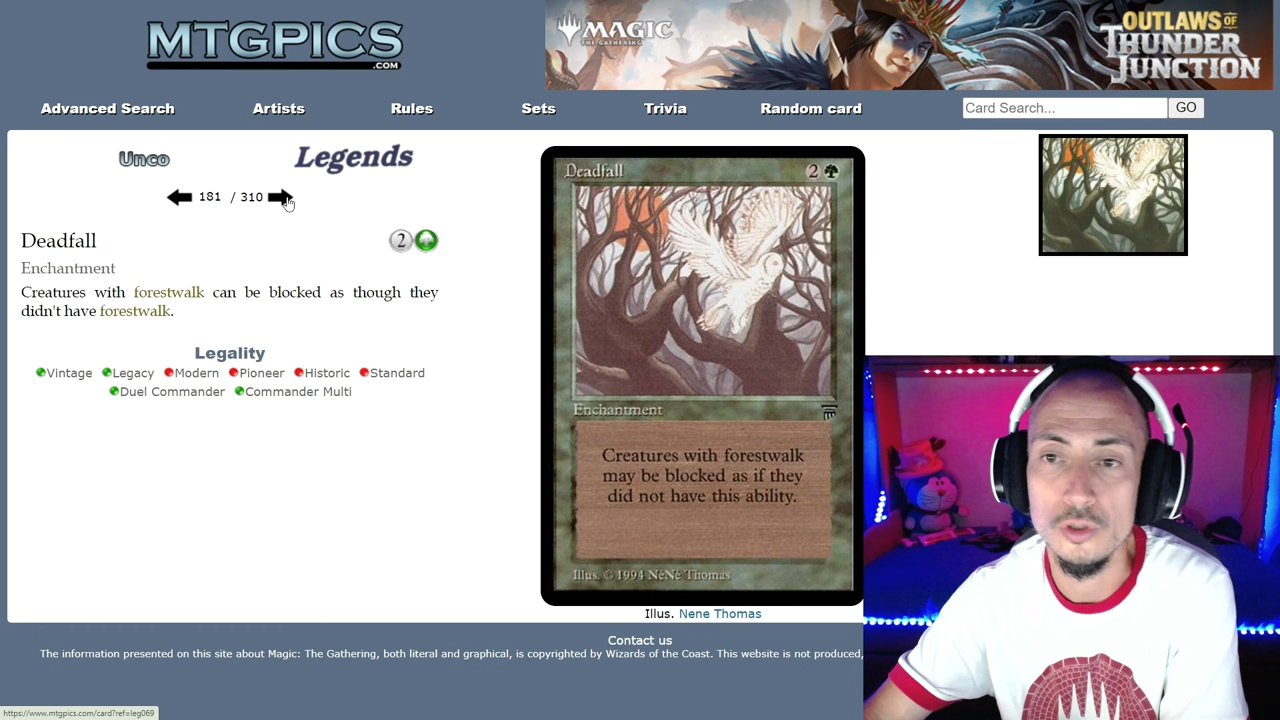 MTGPICS
.COM
MAGIC
THE GATHERING
OUTLAWS OF
THUNDER
JUNCTION
Advanced Search
Artists
Rules
Sets
Trivia
Random card
Card Search...
GO
Unco
Legends
181 / 310
Deadfall
2
Enchantment
Creatures with forestwalk can be blocked as though they
didn't have forestwalk.
Legality
Vintage Legacy Modern Pioneer Historic Standard
Duel Commander Commander Multi
Deadfall
2
Enchantment
Creatures with forestwalk
may be blocked as if they
did not have this ability.
Illus. © 1994 NéNé Thomas
Illus. Nene Thomas
Contact us
The information presented on this site about Magic: The Gathering, both literal and graphical, is copyrighted by Wizards of the Coast. This website is not produced,
https://www.mtgpics.com/card?ref=leg069